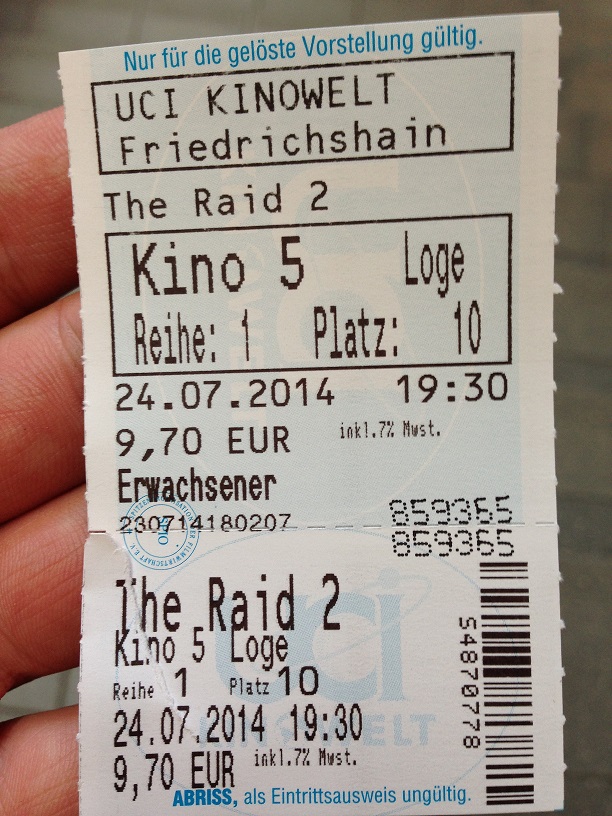 Nur für die gelöste Vorstellung gültig.
UCI KINOWELT
Friedrichshain
The Raid 2
Kino 5 Loge
Reihe: 1 Platz: 10
24.07.2014 19:30
9,70 EUR inkl.7% Mwst.
Erwachsener
230714180207
859365
859365
The Raid 2
Kino 5 Loge
Reihe 1 Platz 10
24.07.2014 19:30
9,70 EUR inkl.7% Mwst.
54870778
uci
KINOWELT
ABRISS, als Eintrittsausweis ungültig.